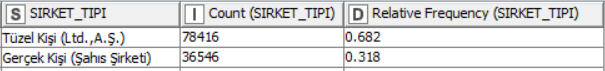 S SIRKET_TIPI I Count (SIRKET_TIPI) D Relative Frequency (SIRKET_TIPI)
Tüzel Kişi (Ltd.,A.Ş.) 78416 0.682
Gerçek Kişi (Şahıs Şirketi) 36546 0.318